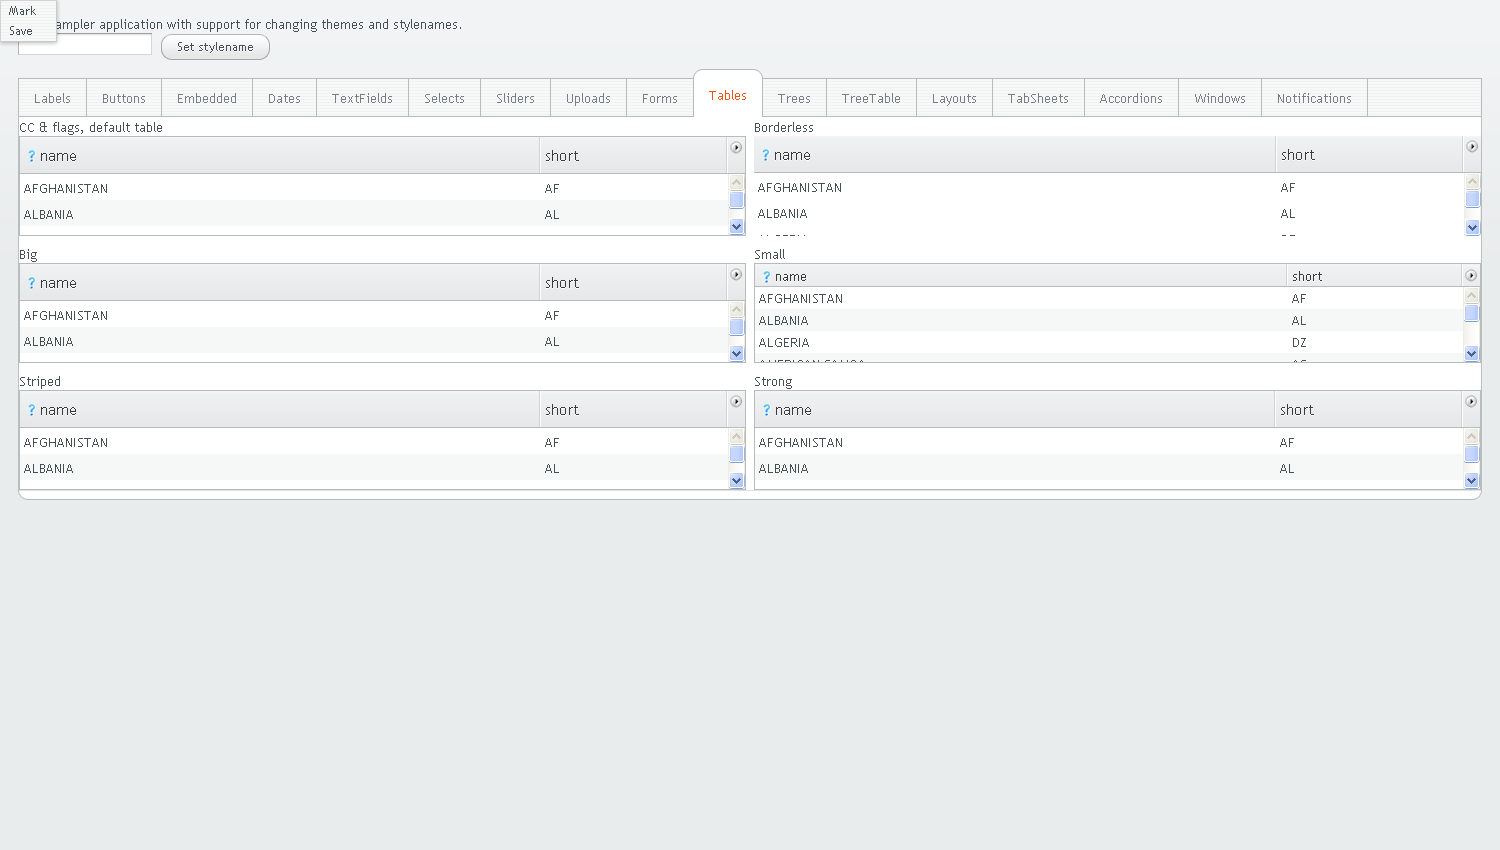 Mark
Save
ampler application with support for changing themes and stylenames.
Set stylename
Labels Buttons Embedded Dates TextFields Selects Sliders Uploads Forms Tables Trees TreeTable Layouts TabSheets Accordions Windows Notifications
CC & flags, default table
? name short
AFGHANISTAN AF
ALBANIA AL
Borderless
? name short
AFGHANISTAN AF
ALBANIA AL
Big
? name short
AFGHANISTAN AF
ALBANIA AL
Small
? name short
AFGHANISTAN AF
ALBANIA AL
ALGERIA DZ
Striped
? name short
AFGHANISTAN AF
ALBANIA AL
Strong
? name short
AFGHANISTAN AF
ALBANIA AL